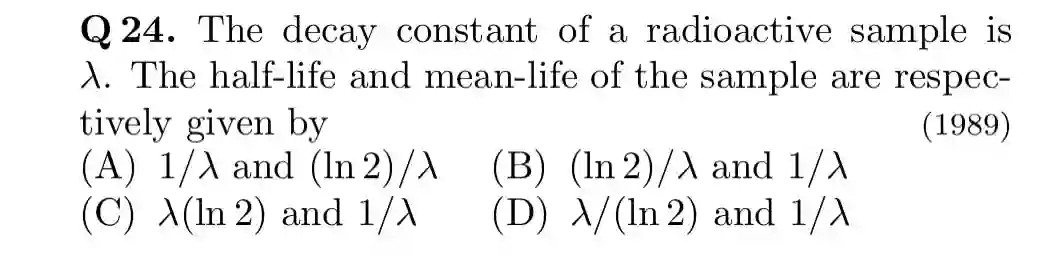 Q 24. The decay constant of a radioactive sample is
λ. The half-life and mean-life of the sample are respec-
tively given by (1989)
(A) 1/λ and (ln 2)/λ (B) (ln 2)/λ and 1/λ
(C) λ(ln 2) and 1/λ (D) λ/(ln 2) and 1/λ